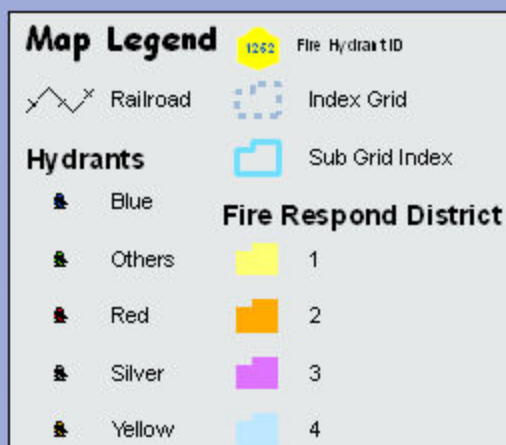 Map Legend
1262 Fire Hydrant ID
Railroad
Index Grid
Hydrants
Sub Grid Index
Blue
Fire Respond District
Others
1
Red
2
Silver
3
Yellow
4